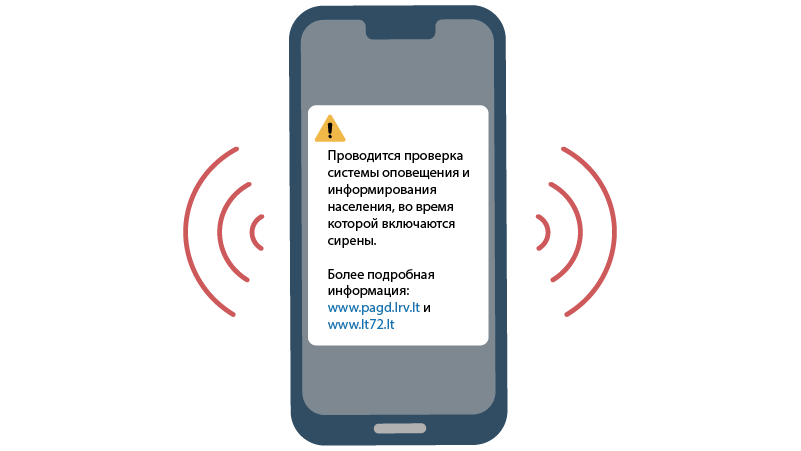 Проводится проверка
системы оповещения и
информирования
населения, во время
которой включаются
сирены.
Более подробная
информация:
www.pagd.lrv.lt и
www.lt72.lt